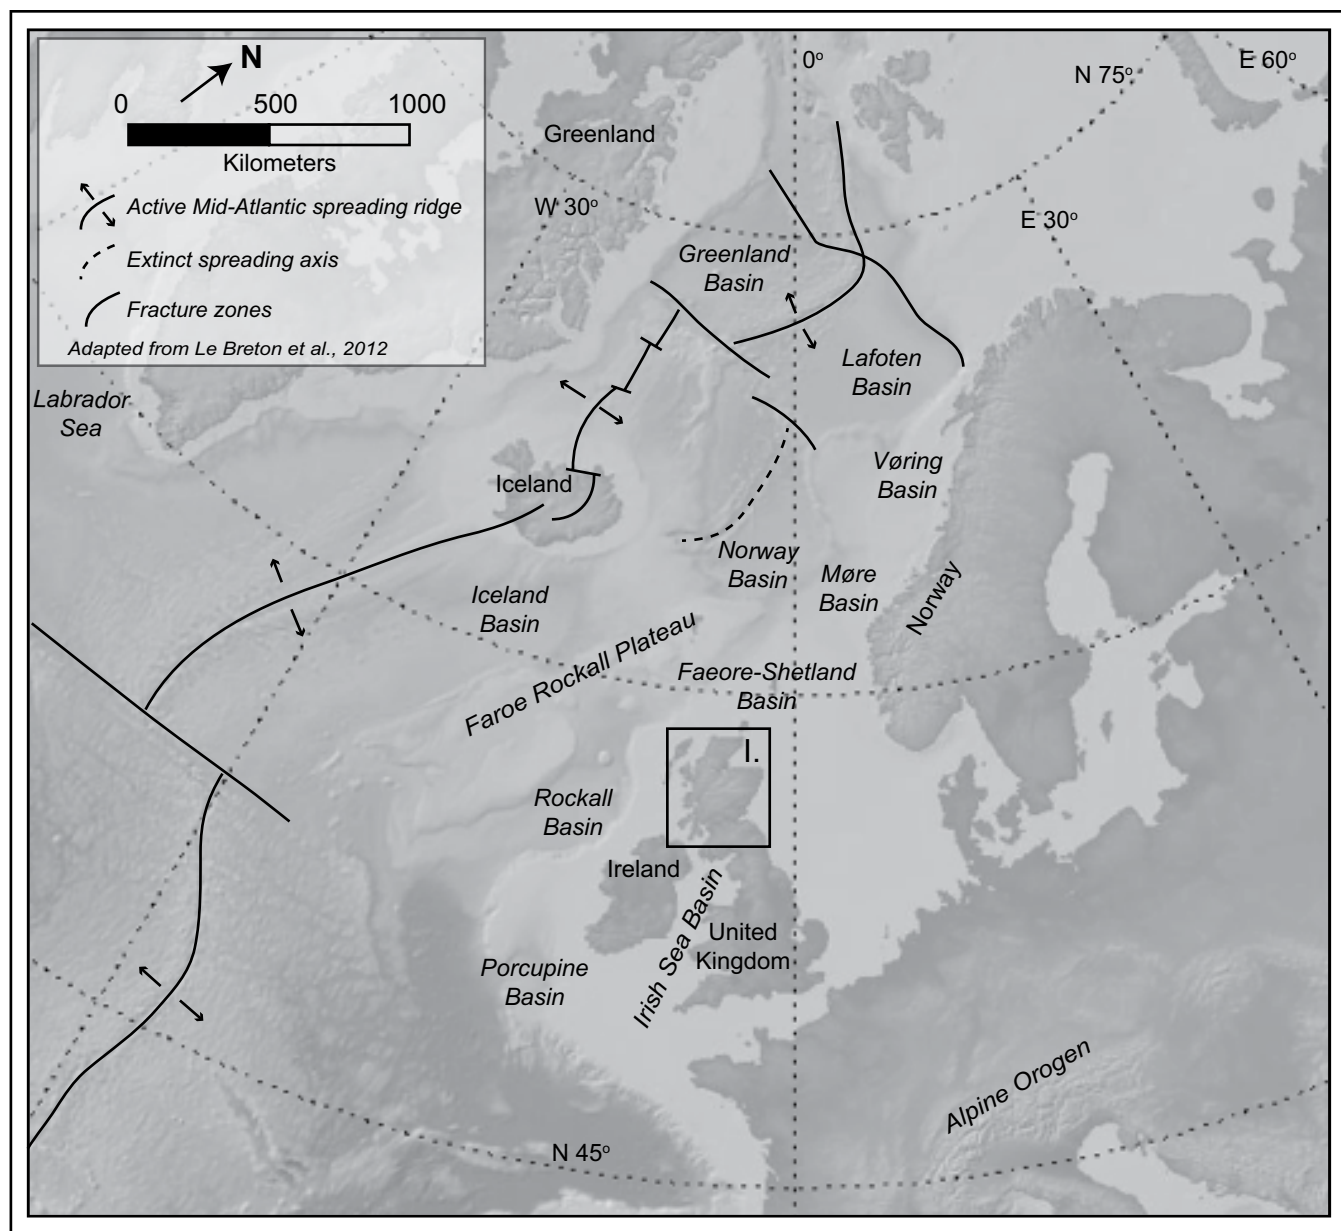 N
0 500 1000
Kilometers
Active Mid-Atlantic spreading ridge
Extinct spreading axis
Fracture zones
Adapted from Le Breton et al., 2012
0°
N 75°
E 60°
Greenland
W 30°
E 30°
Greenland
Basin
Lafoten
Basin
Labrador
Sea
Vøring
Basin
Iceland
Norway
Basin
Møre
Basin
Norway
Iceland
Basin
Faroe Rockall Plateau
Faeore-Shetland
Basin
I.
Rockall
Basin
Ireland
Irish Sea Basin
United
Kingdom
Porcupine
Basin
Alpine Orogen
N 45°